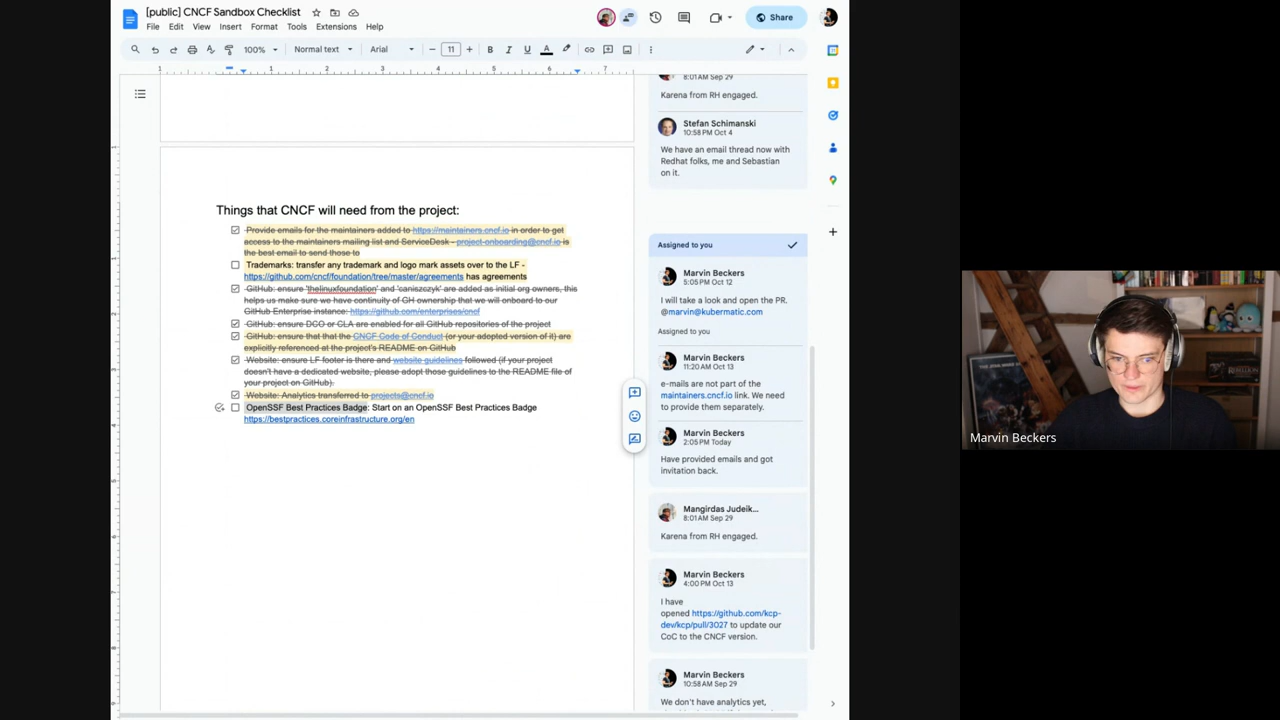 [public] CNCF Sandbox Checklist
File Edit View Insert Format Tools Extensions Help
Share
100% Normal text Arial 11 B I U A
1 1 2 3 4 5 6 7
Things that CNCF will need from the project:
Provide emails for the maintainers added to https://maintainers.cncf.io in order to get
access to the maintainers mailing list and ServiceDesk - project-onboarding@cncf.io is
the best email to send those to
Trademarks: transfer any trademark and logo mark assets over to the LF -
https://github.com/cncf/foundation/tree/master/agreements has agreements
GitHub: ensure 'thelinuxfoundation' and 'caniszczyk' are added as initial org owners, this
helps us make sure we have continuity of GH ownership that we will onboard to our
GitHub Enterprise instance: https://github.com/enterprises/cncf
GitHub: ensure DCO or CLA are enabled for all GitHub repositories of the project
GitHub: ensure that that the CNCF Code of Conduct (or your adopted version of it) are
explicitly referenced at the project's README on GitHub
Website: ensure LF footer is there and website guidelines followed (if your project
doesn't have a dedicated website, please adopt those guidelines to the README file of
your project on GitHub).
Website: Analytics transferred to projects@cncf.io
OpenSSF Best Practices Badge: Start on an OpenSSF Best Practices Badge
https://bestpractices.coreinfrastructure.org/en
8:01AM Sep 29
Karena from RH engaged.
Stefan Schimanski
10:58PM Oct 4
We have an email thread now with
Redhat folks, me and Sebastian
on it.
Assigned to you
Marvin Beckers
5:05PM Oct 12
I will take a look and open the PR.
@marvin@kubermatic.com
Assigned to you
Marvin Beckers
11:20AM Oct 13
e-mails are not part of the
maintainers.cncf.io link. We need
to provide them separately.
Marvin Beckers
2:05PM Today
Have provided emails and got
invitation back.
Mangirdas Judeik...
8:01AM Sep 29
Karena from RH engaged.
Marvin Beckers
4:00PM Oct 13
I have
opened https://github.com/kcp-
dev/kcp/pull/3027 to update our
CoC to the CNCF version.
Marvin Beckers
10:58AM Sep 29
We don't have analytics yet,
Marvin Beckers